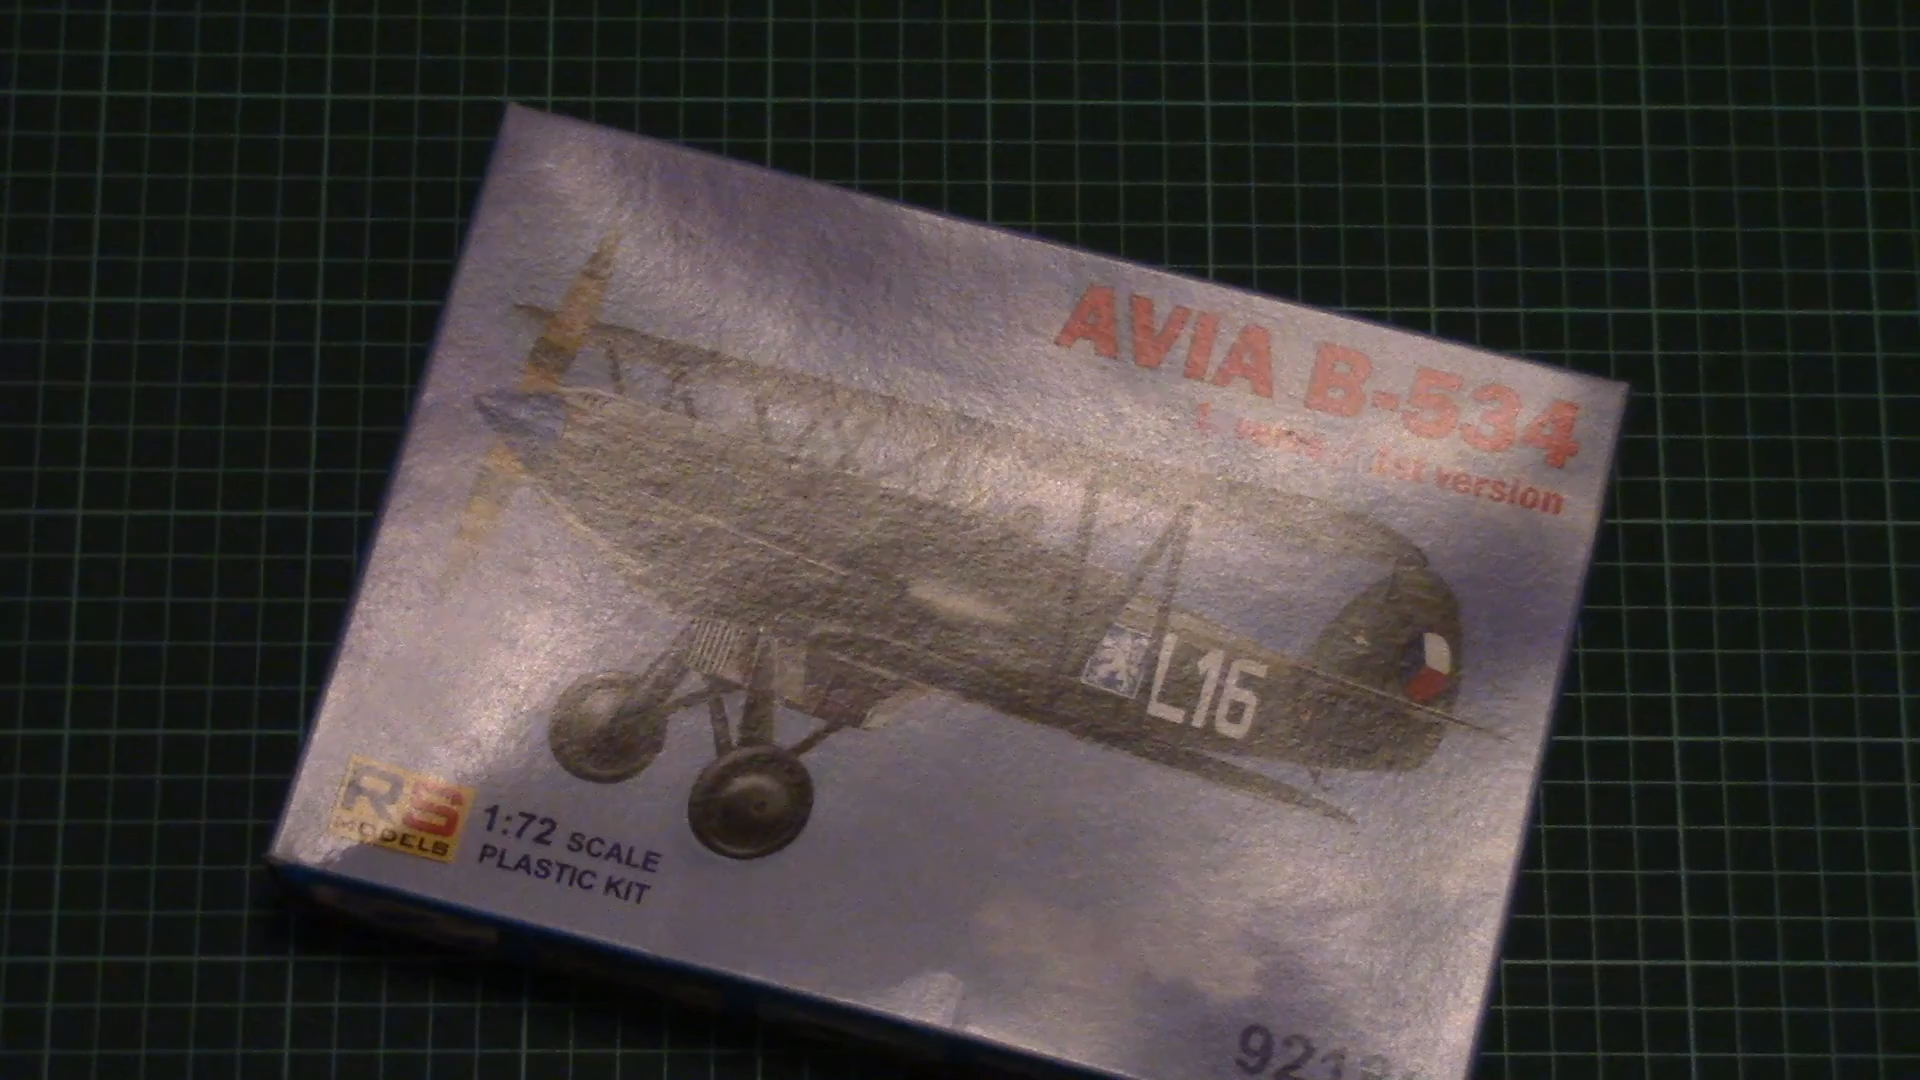 AVIA B-534
1st version
L16
RS
MODELS
1:72 SCALE
PLASTIC KIT